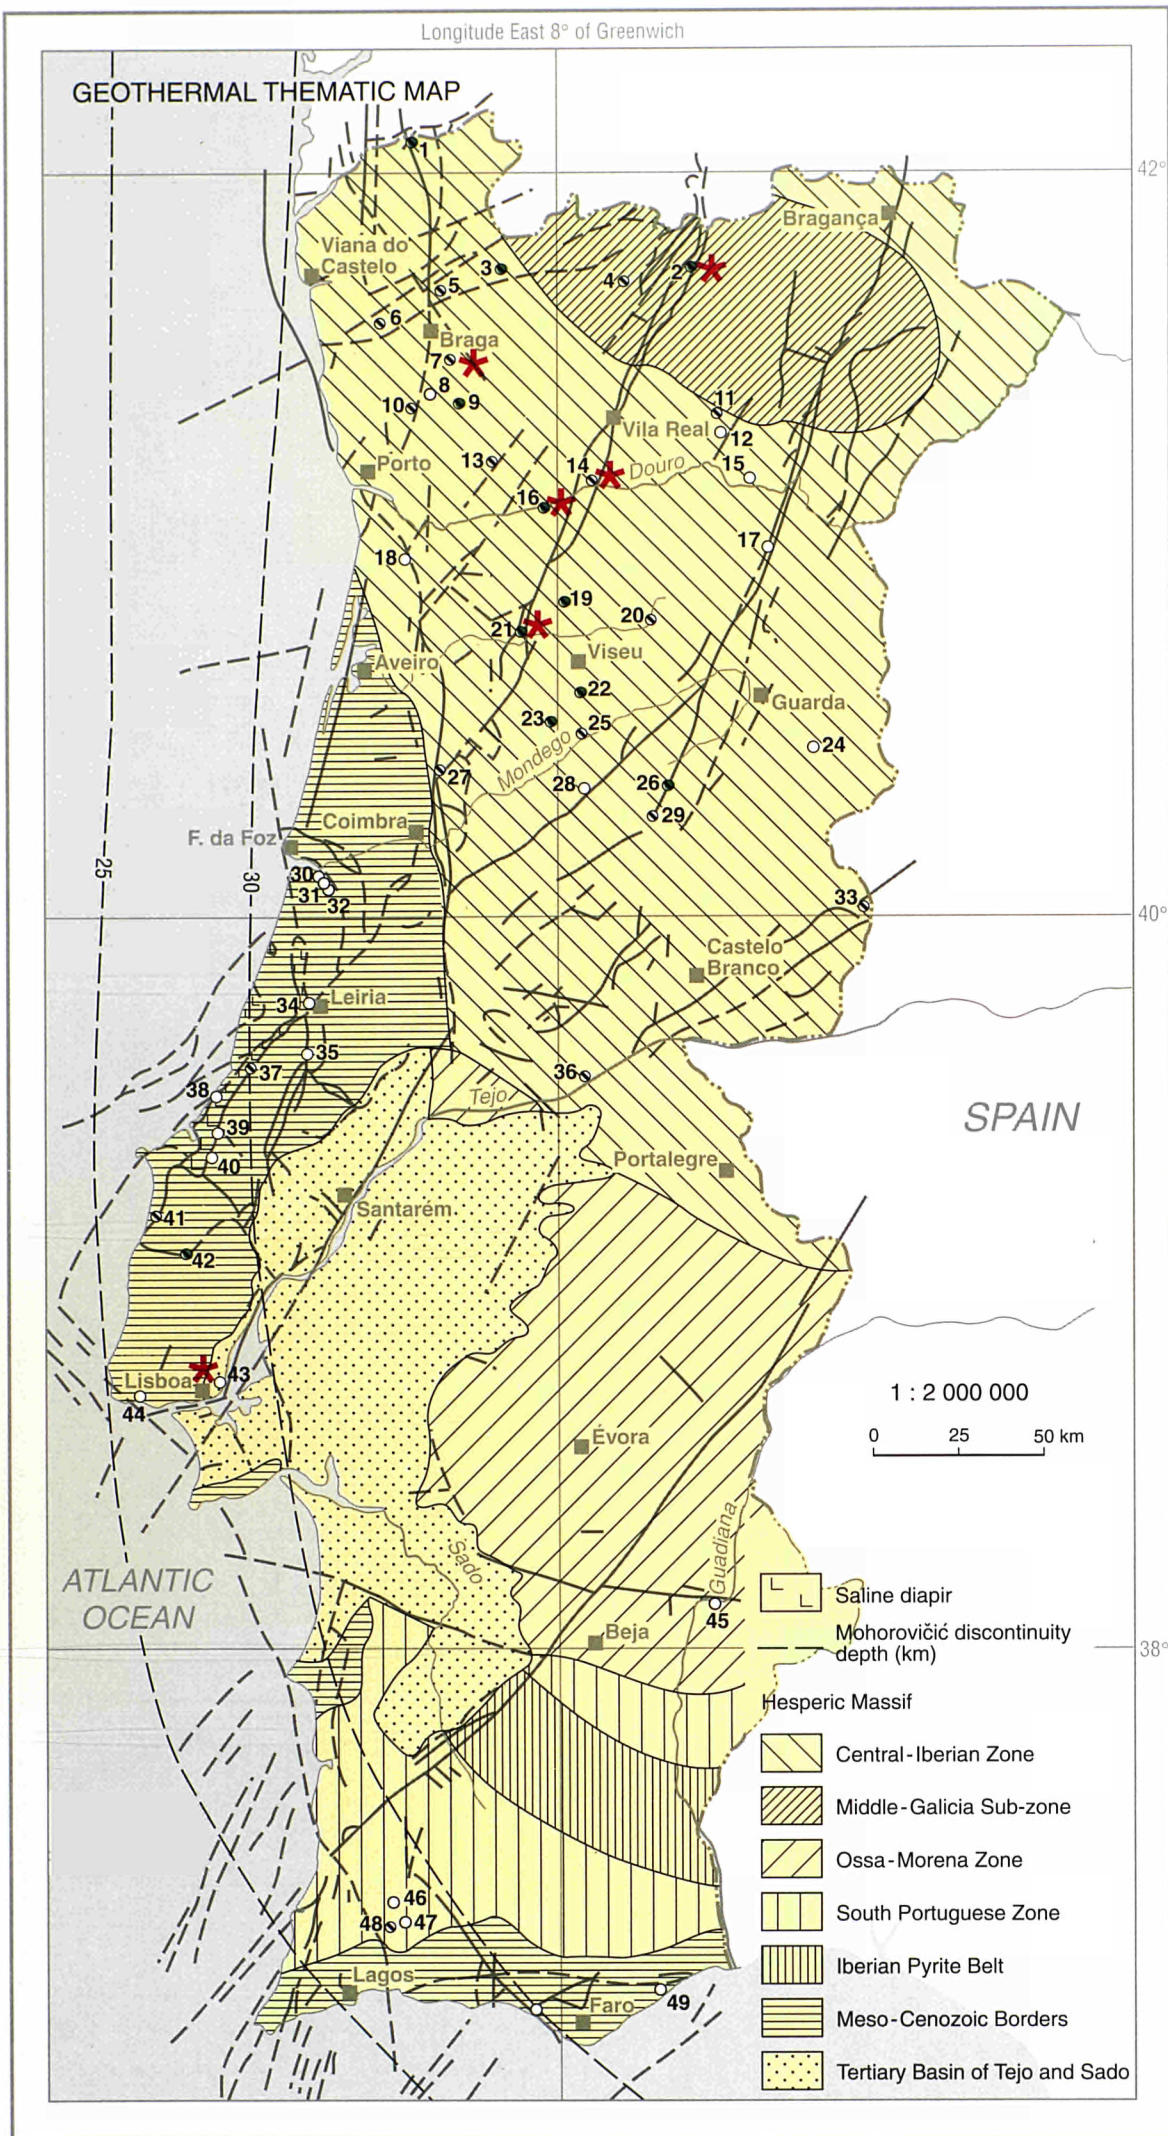 Longitude East 8° of Greenwich
GEOTHERMAL THEMATIC MAP
1
42°
Bragança
Viana do
Castelo
3
2
4
5
6
Braga
7
8
9
10
11
Vila Real
12
Porto
13
14
Douro
15
16
17
18
19
20
21
Viseu
Aveiro
22
Guarda
23
25
24
Mondego
27
28
26
29
Coimbra
F. da Foz
25
30
30
31
32
33
40°
Castelo
Branco
34
Leiria
35
37
36
38
Tejo
SPAIN
39
40
Portalegre
Santarém
41
42
Lisboa
43
44
1 : 2 000 000
0 25 50 km
Évora
Guadiana
Sado
ATLANTIC
OCEAN
45
Beja
38°
Saline diapir
Mohorovičić discontinuity
depth (km)
Hesperic Massif
Central-Iberian Zone
Middle-Galicia Sub-zone
Ossa-Morena Zone
South Portuguese Zone
Iberian Pyrite Belt
Meso-Cenozoic Borders
Tertiary Basin of Tejo and Sado
46
48
47
Lagos
Faro
49